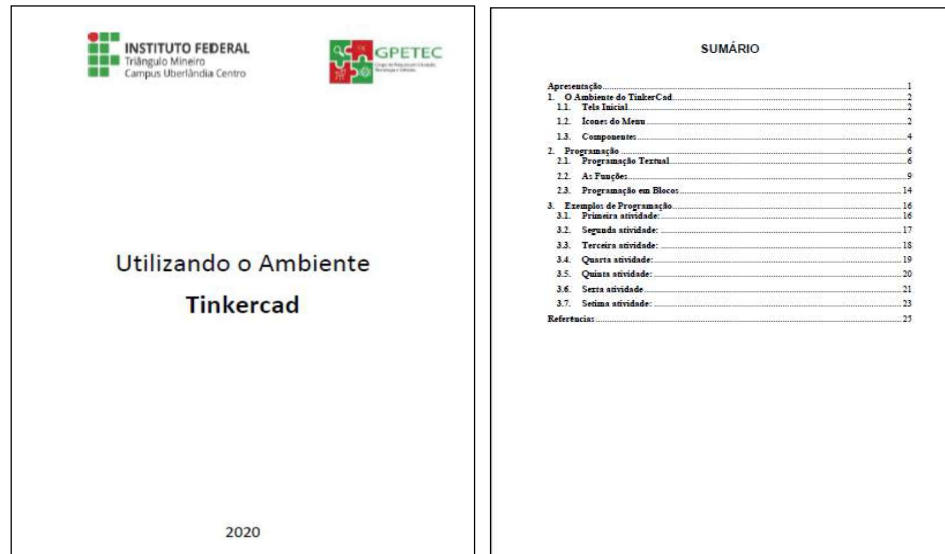 INSTITUTO FEDERAL
Triângulo Mineiro
Campus Uberlândia Centro
GPETEC
Utilizando o Ambiente
Tinkercad
2020
SUMÁRIO
Apresentação 1
1. O Ambiente do TinkerCad 2
1.1. Tela Inicial 2
1.2. Ícones do Menu 2
1.3. Componentes 4
2. Programação 6
2.1. Programação Textual 6
2.2. As Funções 9
2.3. Programação em Blocos 14
3. Exemplos de Programação 16
3.1. Primeira atividade: 16
3.2. Segunda atividade: 17
3.3. Terceira atividade: 18
3.4. Quarta atividade: 19
3.5. Quinta atividade: 20
3.6. Sexta atividade 21
3.7. Setima atividade: 23
Referências 25